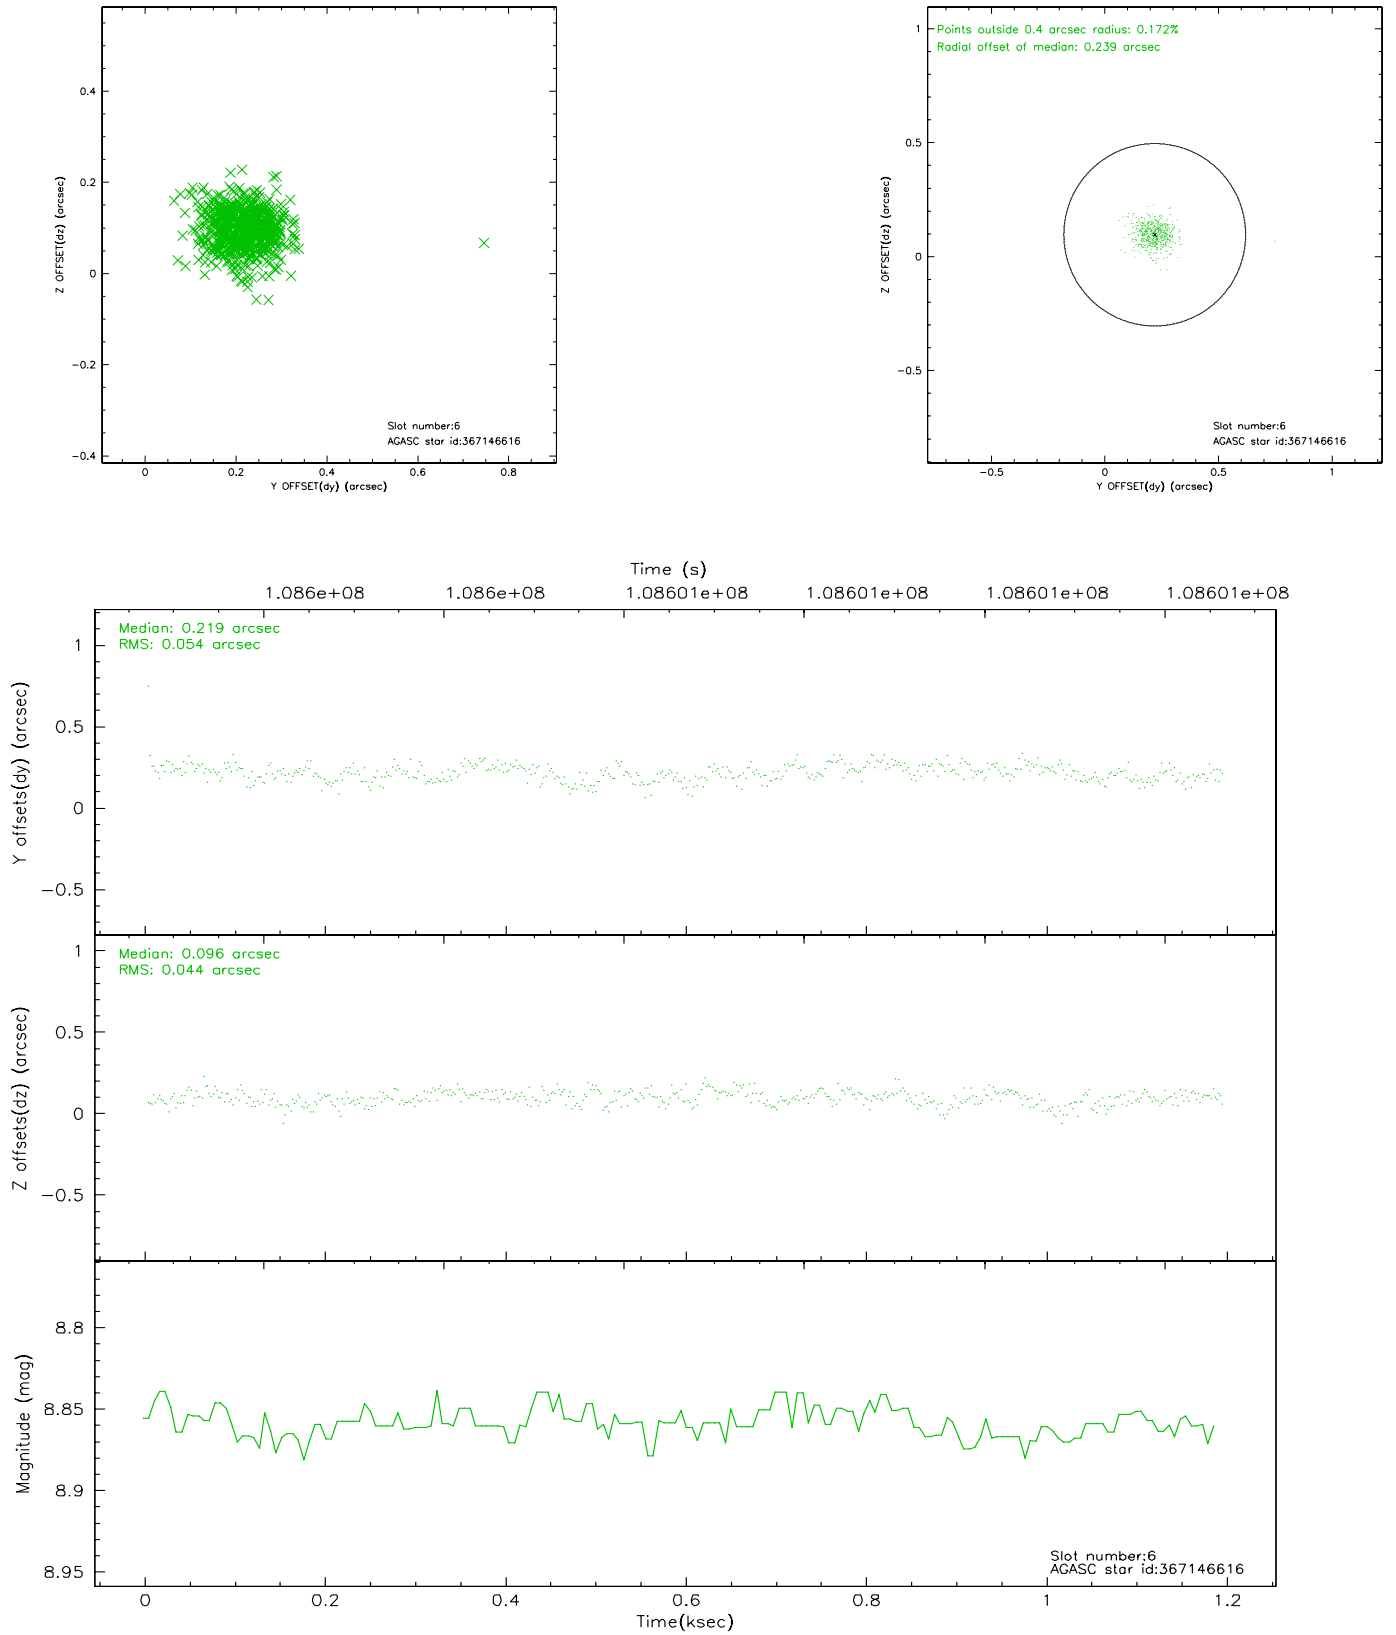 0.4
0.2
0
−0.2
−0.4
Z OFFSET(dz) (arcsec)
Slot number:6
AGASC star id:367146616
0 0.2 0.4 0.6 0.8
Y OFFSET(dy) (arcsec)
Points outside 0.4 arcsec radius: 0.172%
Radial offset of median: 0.239 arcsec
1
0.5
0
−0.5
Z OFFSET(dz) (arcsec)
Slot number:6
AGASC star id:367146616
−0.5 0 0.5 1
Y OFFSET(dy) (arcsec)
Time (s)
1.086e+08 1.086e+08 1.08601e+08 1.08601e+08 1.08601e+08 1.08601e+08
Median: 0.219 arcsec
RMS: 0.054 arcsec
1
0.5
0
−0.5
Y offsets(dy) (arcsec)
Median: 0.096 arcsec
RMS: 0.044 arcsec
1
0.5
0
−0.5
Z offsets(dz) (arcsec)
8.8
8.85
8.9
8.95
Magnitude (mag)
Slot number:6
AGASC star id:367146616
0 0.2 0.4 0.6 0.8 1 1.2
Time(ksec)